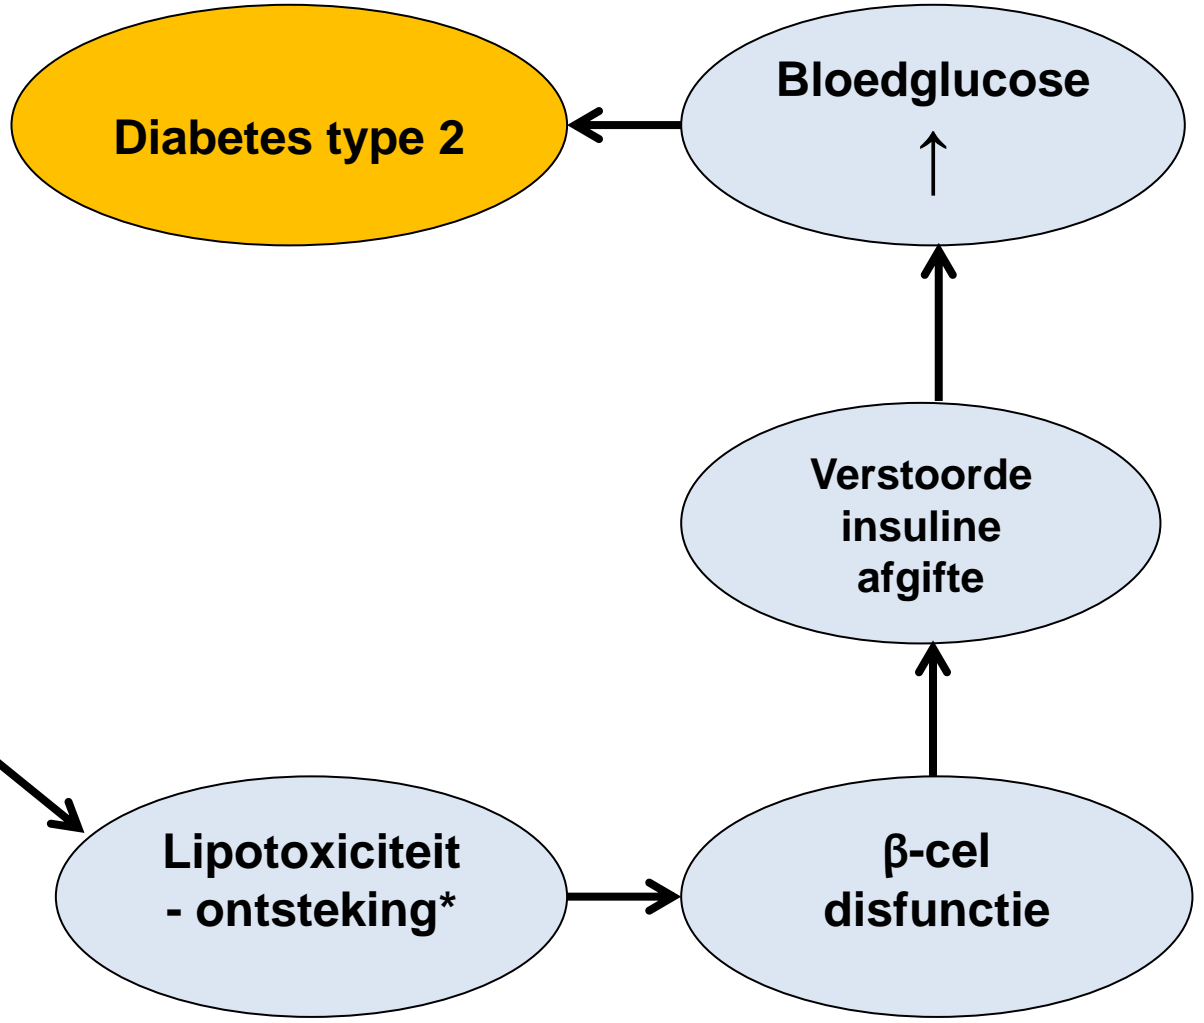 Diabetes type 2
Bloedglucose
↑
Verstoorde
insuline
afgifte
Lipotoxiciteit
- ontsteking*
β-cel
disfunctie